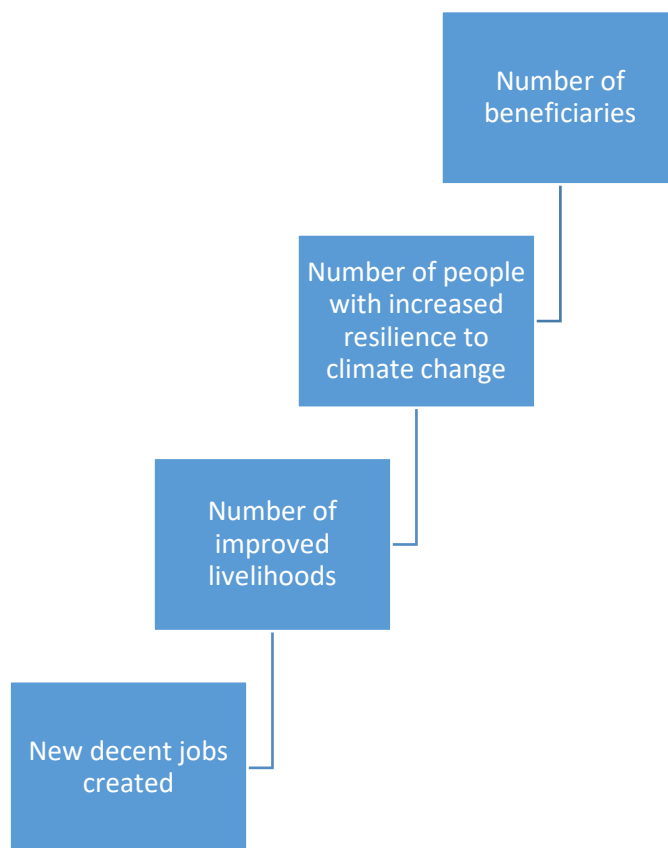 Number of
beneficiaries
Number of people
with increased
resilience to
climate change
Number of
improved
livelihoods
New decent jobs
created